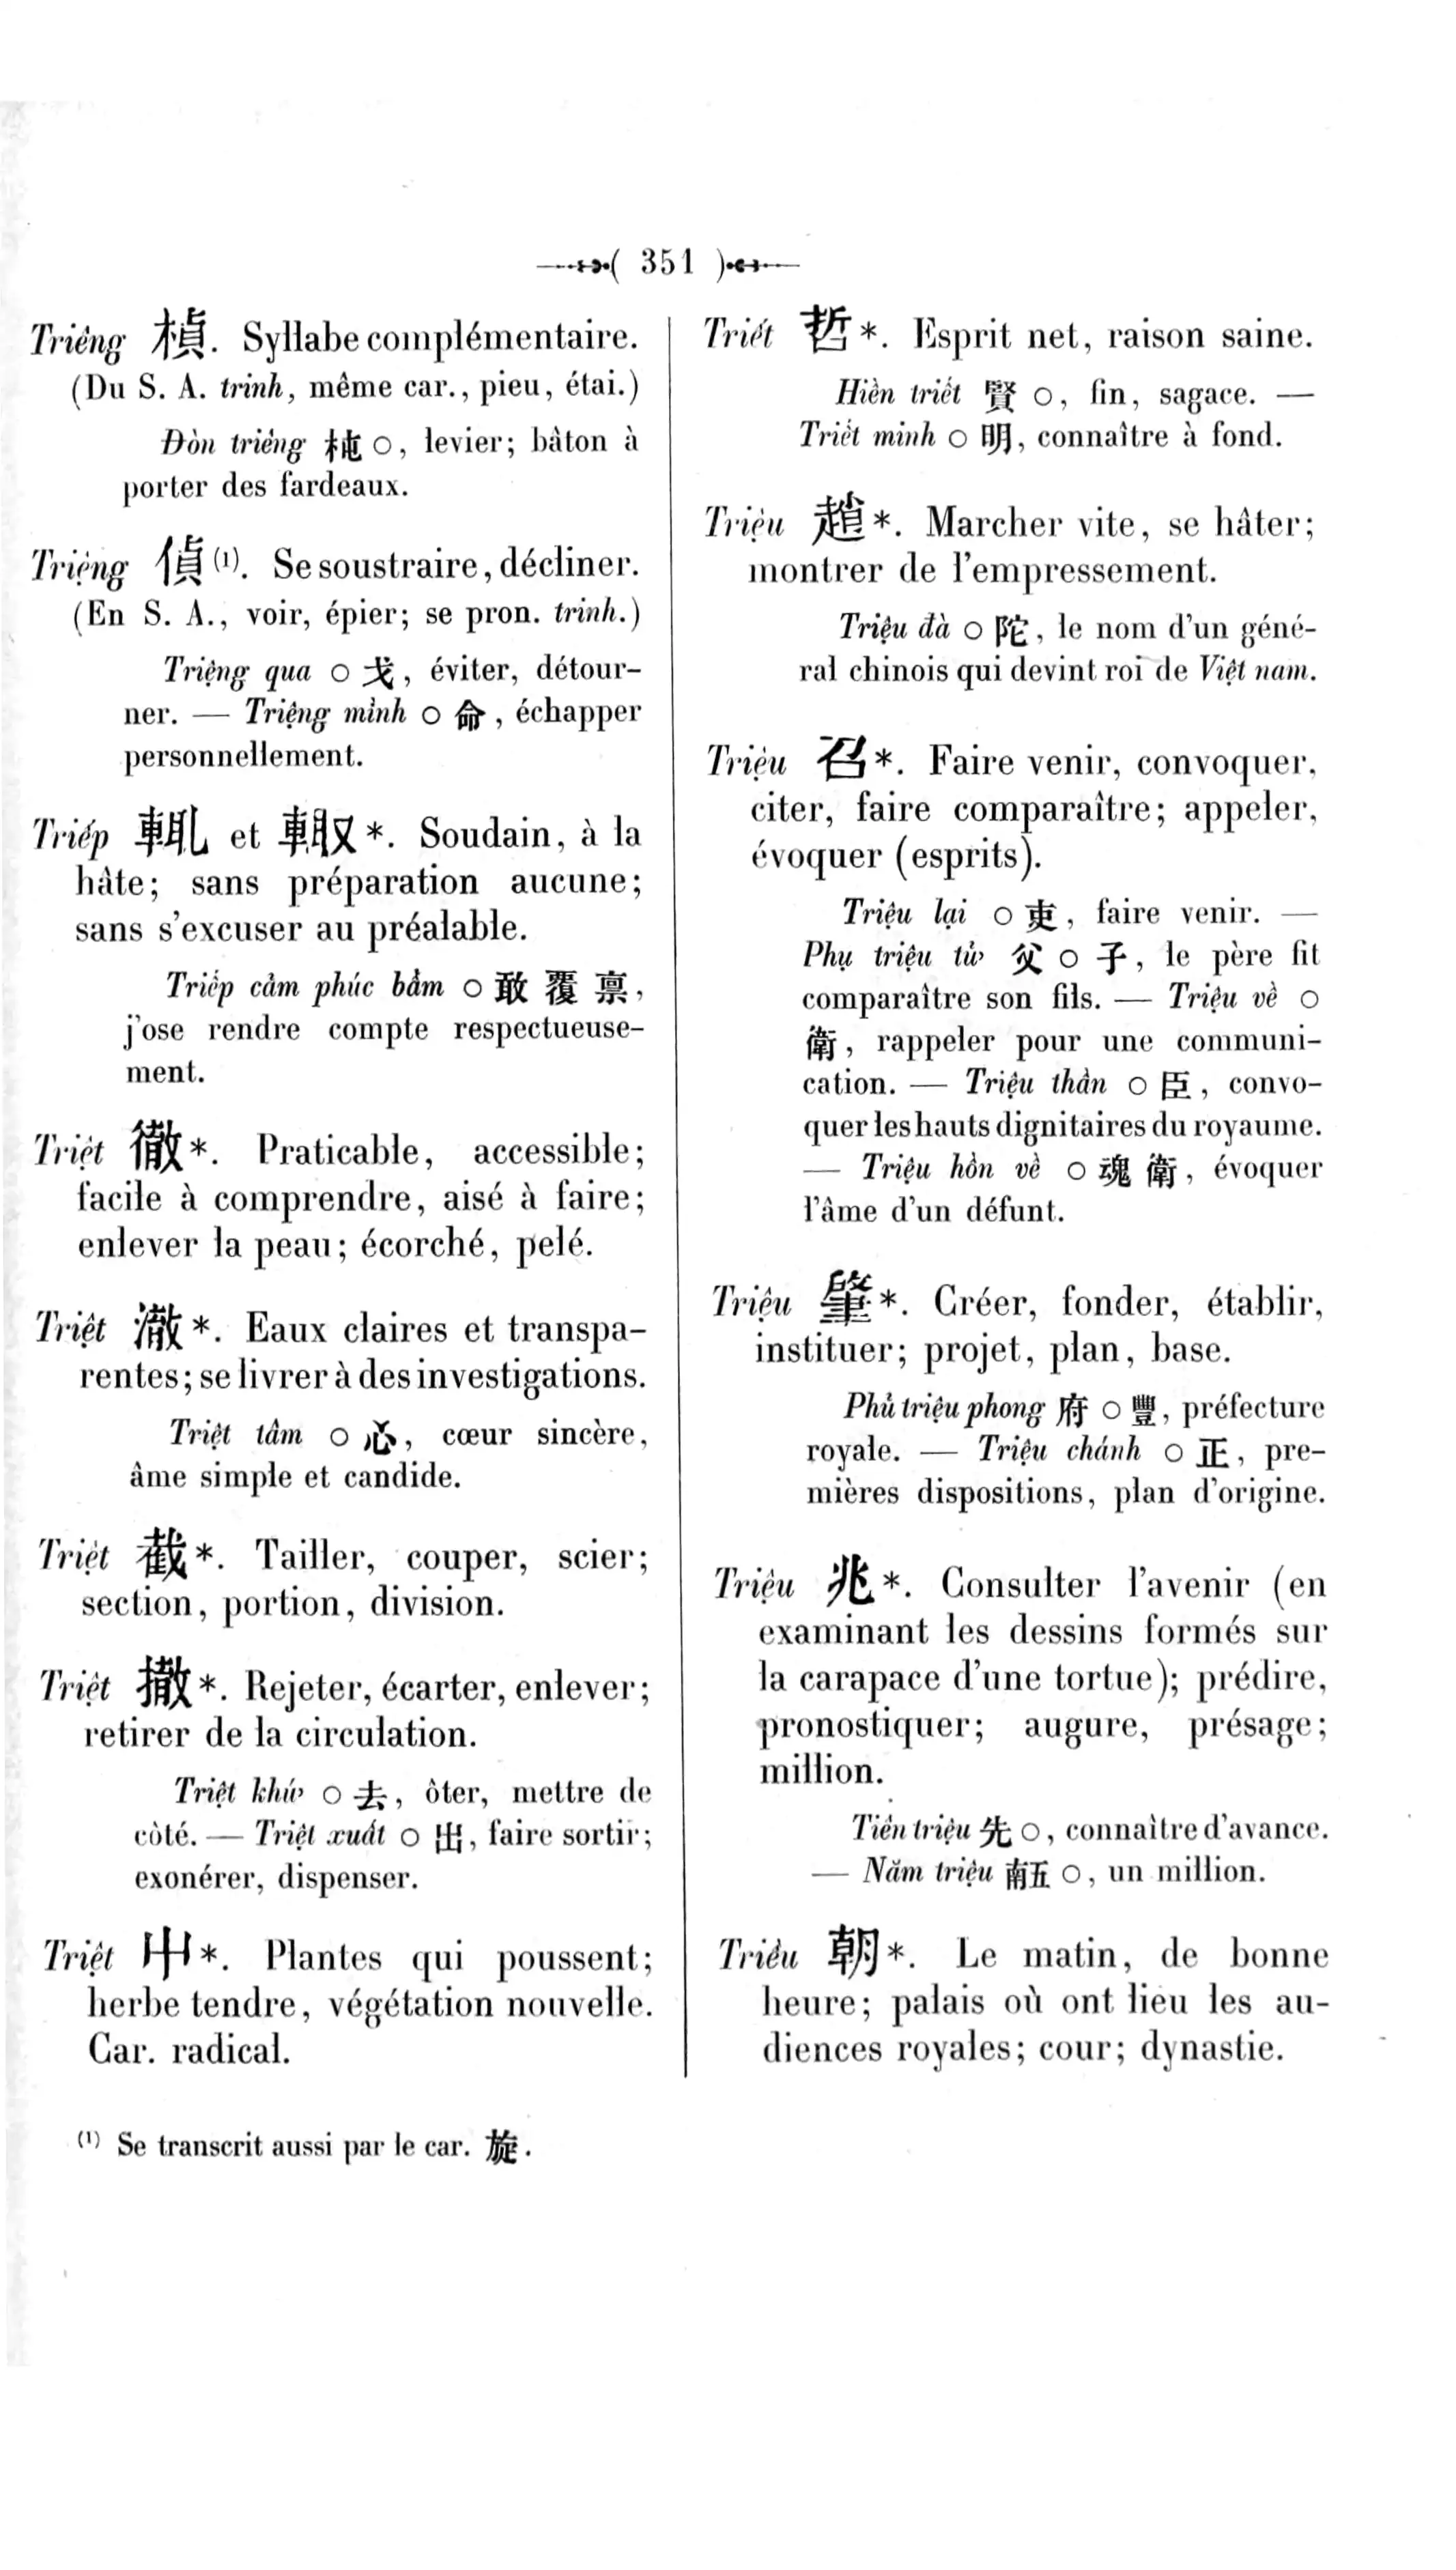 ( 351 )
Triêng 楨. Syllabe complémentaire.
(Du S. A. trinh, même car., pieu, étai.)
Đòn triêng 杶 ○, levier; bâton à
porter des fardeaux.
Triệng 偵 (1). Se soustraire, décliner.
(En S. A., voir, épier; se pron. trinh.)
Triệng qua ○ 戈, éviter, détour-
ner. — Triệng mình ○ 命, échapper
personnellement.
Triếp 輒 et 輙 *. Soudain, à la
hâte; sans préparation aucune;
sans s'excuser au préalable.
Triếp cảm phúc bẩm ○ 敢 覆 禀,
j'ose rendre compte respectueuse-
ment.
Triệt 徹 *. Praticable, accessible;
facile à comprendre, aisé à faire;
enlever la peau; écorché, pelé.
Triệt 澈 *. Eaux claires et transpa-
rentes; se livrer à des investigations.
Triệt tâm ○ 心, cœur sincère,
âme simple et candide.
Triệt 截 *. Tailler, couper, scier;
section, portion, division.
Triệt 撤 *. Rejeter, écarter, enlever;
retirer de la circulation.
Triệt khứ ○ 去, ôter, mettre de
côté. — Triệt xuất ○ 出, faire sortir;
exonérer, dispenser.
Triệt 屮 *. Plantes qui poussent;
herbe tendre, végétation nouvelle.
Car. radical.
(1) Se transcrit aussi par le car. 旋.
Triết 哲 *. Esprit net, raison saine.
Hiền triết 賢 ○, fin, sagace. —
Triết minh ○ 明, connaître à fond.
Triệu 趙 *. Marcher vite, se hâter;
montrer de l'empressement.
Triệu đà ○ 陀, le nom d'un géné-
ral chinois qui devint roi de Việt nam.
Triệu 召 *. Faire venir, convoquer,
citer, faire comparaître; appeler,
évoquer (esprits).
Triệu lại ○ 吏, faire venir. —
Phụ triệu tử 父 ○ 子, le père fit
comparaître son fils. — Triệu về ○
衛, rappeler pour une communi-
cation. — Triệu thần ○ 臣, convo-
quer les hauts dignitaires du royaume.
— Triệu hồn về ○ 魂 衛, évoquer
l'âme d'un défunt.
Triệu 肇 *. Créer, fonder, établir,
instituer; projet, plan, base.
Phủ triệu phong 府 ○ 豐, préfecture
royale. — Triệu chánh ○ 正, pre-
mières dispositions, plan d'origine.
Triệu 兆 *. Consulter l'avenir (en
examinant les dessins formés sur
la carapace d'une tortue); prédire,
pronostiquer; augure, présage;
million.
Tiên triệu 先 ○, connaître d'avance.
— Năm triệu 𠄼 ○, un million.
Triều 朝 *. Le matin, de bonne
heure; palais où ont lieu les au-
diences royales; cour; dynastie.